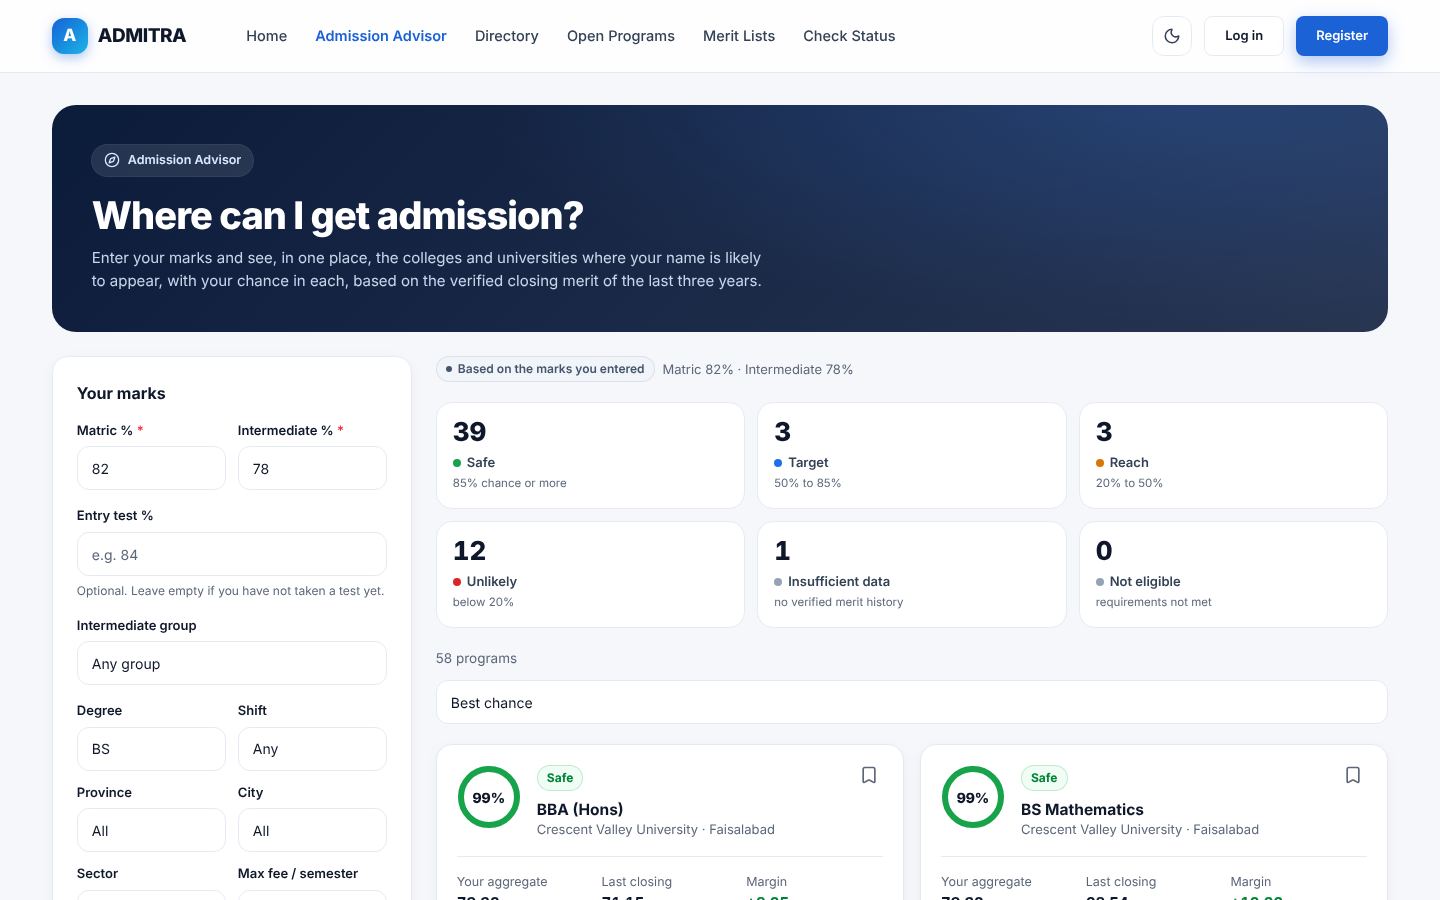 A ADMITRA Home Admission Advisor Directory Open Programs Merit Lists Check Status Log in Register
Admission Advisor
Where can I get admission?
Enter your marks and see, in one place, the colleges and universities where your name is likely
to appear, with your chance in each, based on the verified closing merit of the last three years.
Your marks
Matric % * Intermediate % *
82 78
Entry test %
e.g. 84
Optional. Leave empty if you have not taken a test yet.
Intermediate group
Any group
Degree Shift
BS Any
Province City
All All
Sector Max fee / semester
Based on the marks you entered Matric 82% · Intermediate 78%
39
Safe
85% chance or more
3
Target
50% to 85%
3
Reach
20% to 50%
12
Unlikely
below 20%
1
Insufficient data
no verified merit history
0
Not eligible
requirements not met
58 programs
Best chance
99%
Safe
BBA (Hons)
Crescent Valley University · Faisalabad
Your aggregate Last closing Margin
99%
Safe
BS Mathematics
Crescent Valley University · Faisalabad
Your aggregate Last closing Margin